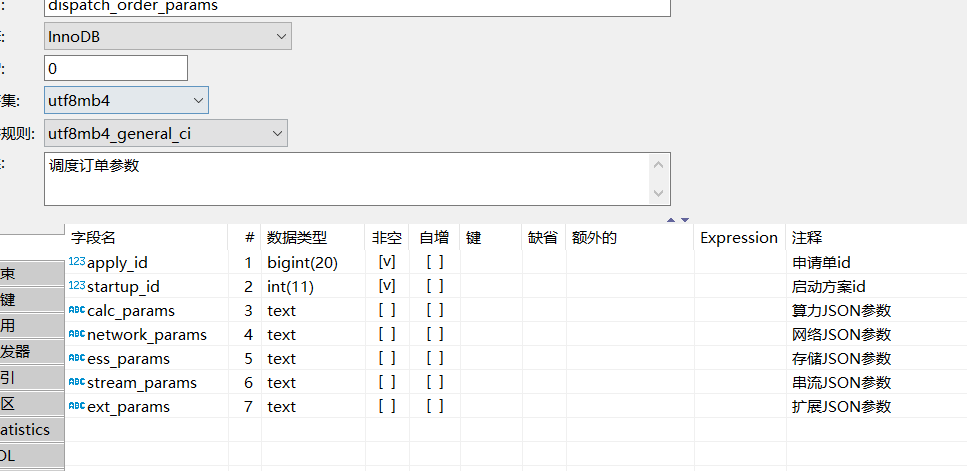 dispatch_order_params
InnoDB
0
集: utf8mb4
规则: utf8mb4_general_ci
调度订单参数
字段名 # 数据类型 非空 自增 键 缺省 额外的 Expression 注释
123 apply_id 1 bigint(20) [v] [ ] 申请单id
123 startup_id 2 int(11) [v] [ ] 启动方案id
ABC calc_params 3 text [ ] [ ] 算力JSON参数
ABC network_params 4 text [ ] [ ] 网络JSON参数
ABC ess_params 5 text [ ] [ ] 存储JSON参数
ABC stream_params 6 text [ ] [ ] 串流JSON参数
ABC ext_params 7 text [ ] [ ] 扩展JSON参数
束
键
用
发器
引
区
atistics
DL